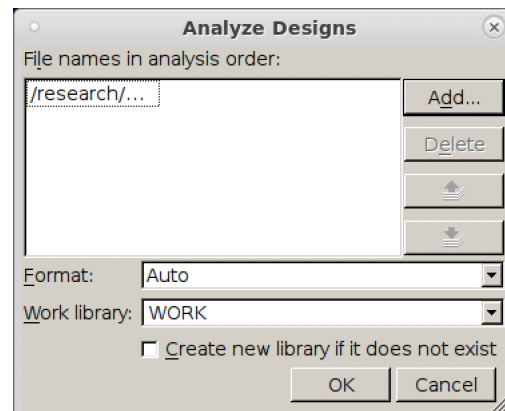 Analyze Designs
File names in analysis order:
/research/...
Add...
Delete
Format:
Auto
Work library:
WORK
Create new library if it does not exist
OK
Cancel